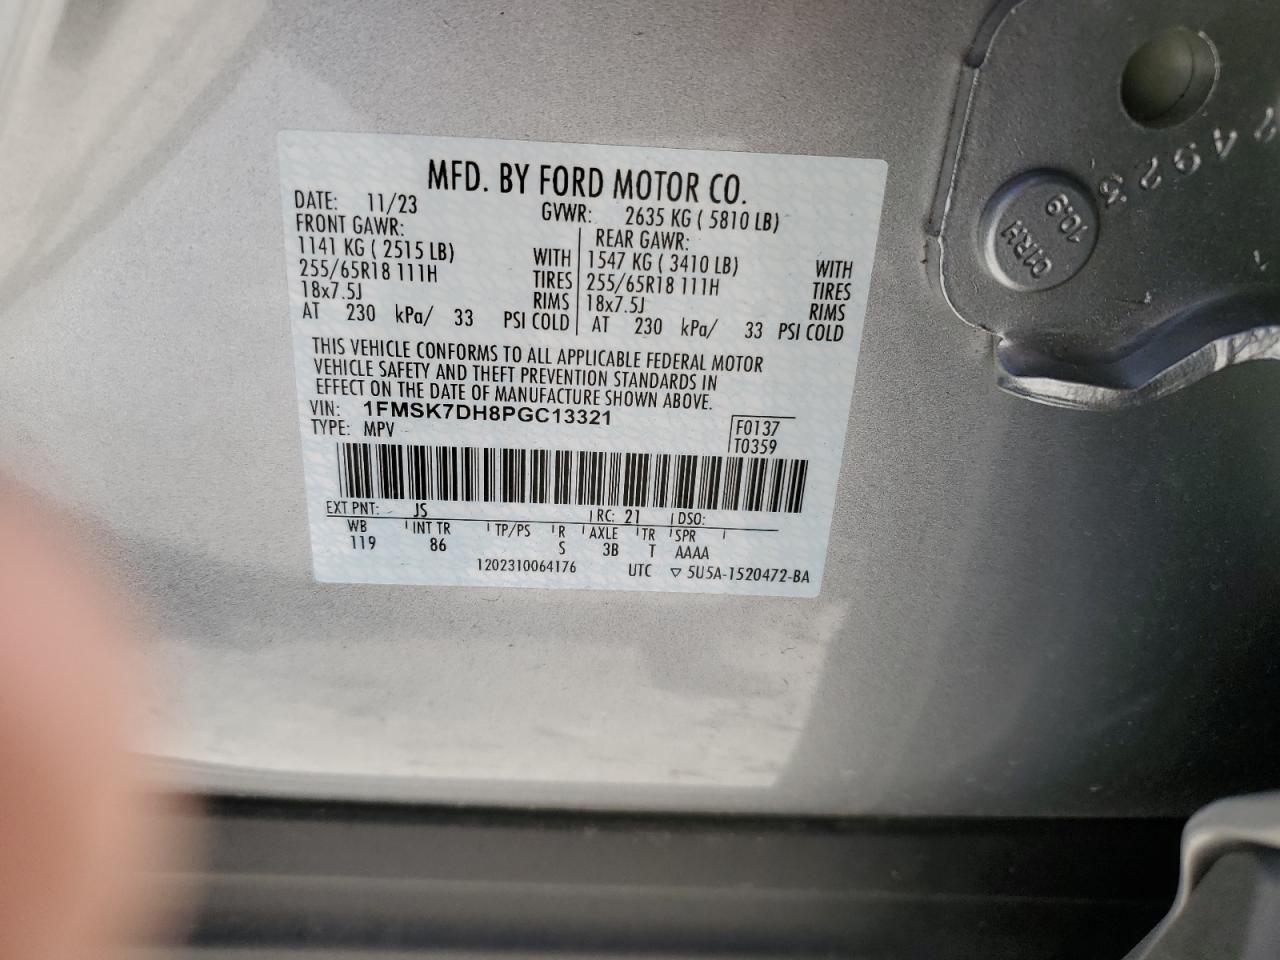 MFD. BY FORD MOTOR CO.
DATE: 11/23 GVWR: 2635 KG ( 5810 LB)
FRONT GAWR: REAR GAWR:
1141 KG ( 2515 LB) WITH 1547 KG ( 3410 LB) WITH
255/65R18 111H TIRES 255/65R18 111H TIRES
18x7.5J RIMS 18x7.5J RIMS
AT 230 kPa/ 33 PSI COLD AT 230 kPa/ 33 PSI COLD
THIS VEHICLE CONFORMS TO ALL APPLICABLE FEDERAL MOTOR
VEHICLE SAFETY AND THEFT PREVENTION STANDARDS IN
EFFECT ON THE DATE OF MANUFACTURE SHOWN ABOVE.
VIN: 1FMSK7DH8PGC13321
TYPE: MPV
F0137
T0359
EXT PNT: JS RC: 21 DSO:
WB INT TR TP/PS R AXLE TR SPR
119 86 S 3B T AAAA
1202310064176 UTC ▽ 5U5A-1520472-BA
10.9
01RH